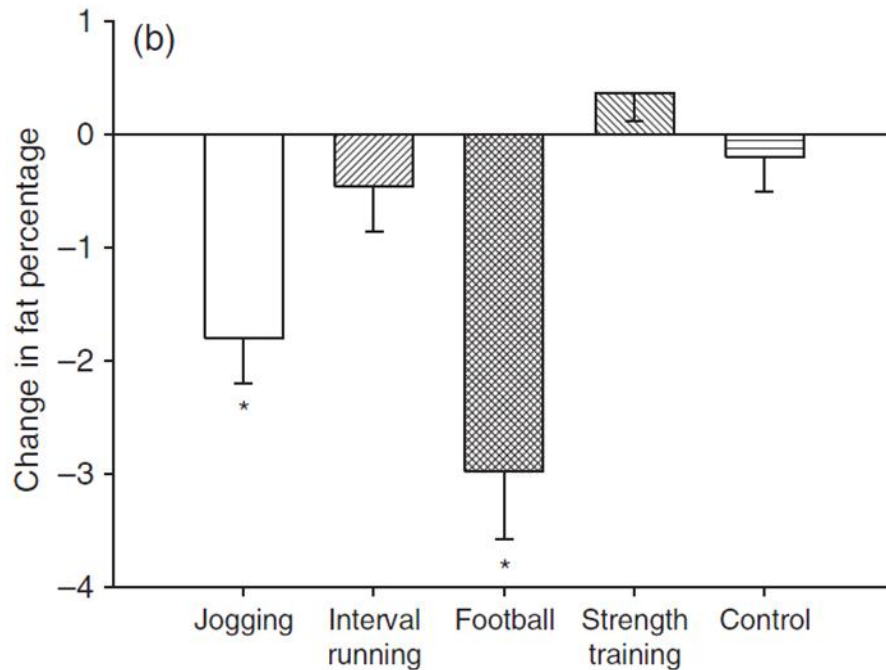 (b)
Change in fat percentage
1
0
–1
–2
–3
–4
*
*
Jogging
Interval
running
Football
Strength
training
Control